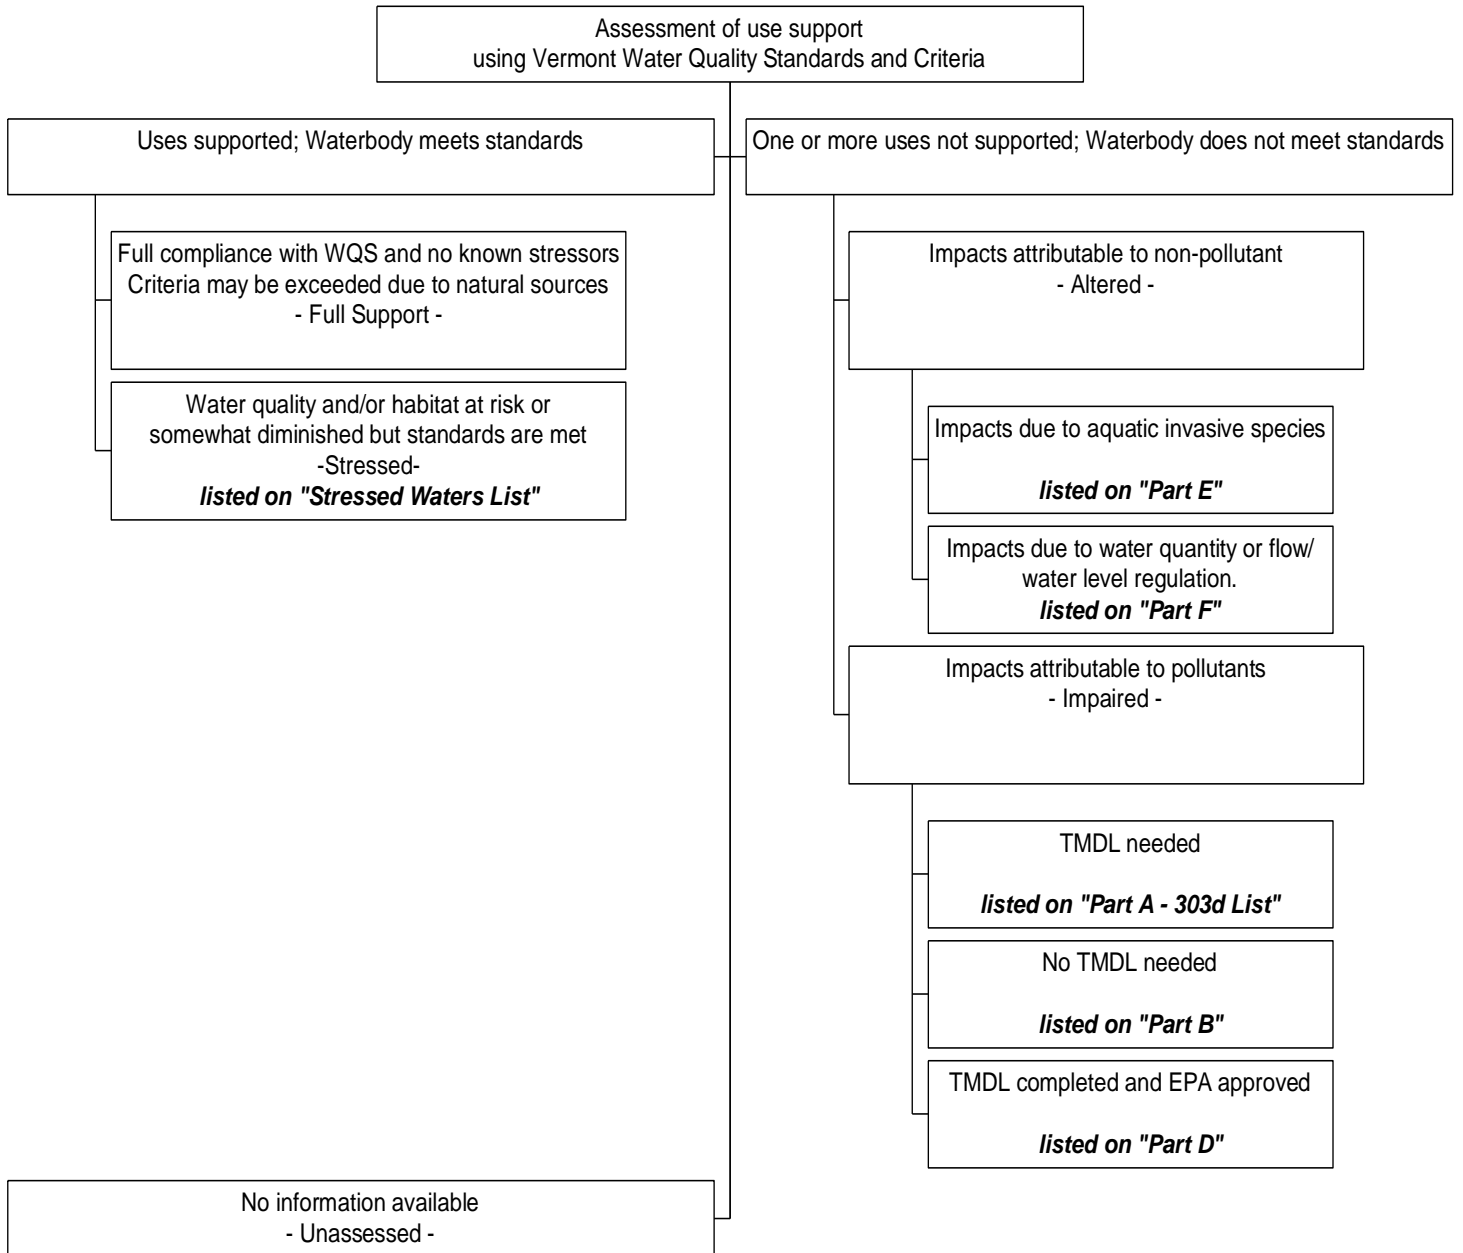 Assessment of use support
using Vermont Water Quality Standards and Criteria
Uses supported; Waterbody meets standards
Full compliance with WQS and no known stressors
Criteria may be exceeded due to natural sources
- Full Support -
Water quality and/or habitat at risk or
somewhat diminished but standards are met
-Stressed-
listed on "Stressed Waters List"
One or more uses not supported; Waterbody does not meet standards
Impacts attributable to non-pollutant
- Altered -
Impacts due to aquatic invasive species
listed on "Part E"
Impacts due to water quantity or flow/
water level regulation.
listed on "Part F"
Impacts attributable to pollutants
- Impaired -
TMDL needed
listed on "Part A - 303d List"
No TMDL needed
listed on "Part B"
TMDL completed and EPA approved
listed on "Part D"
No information available
- Unassessed -